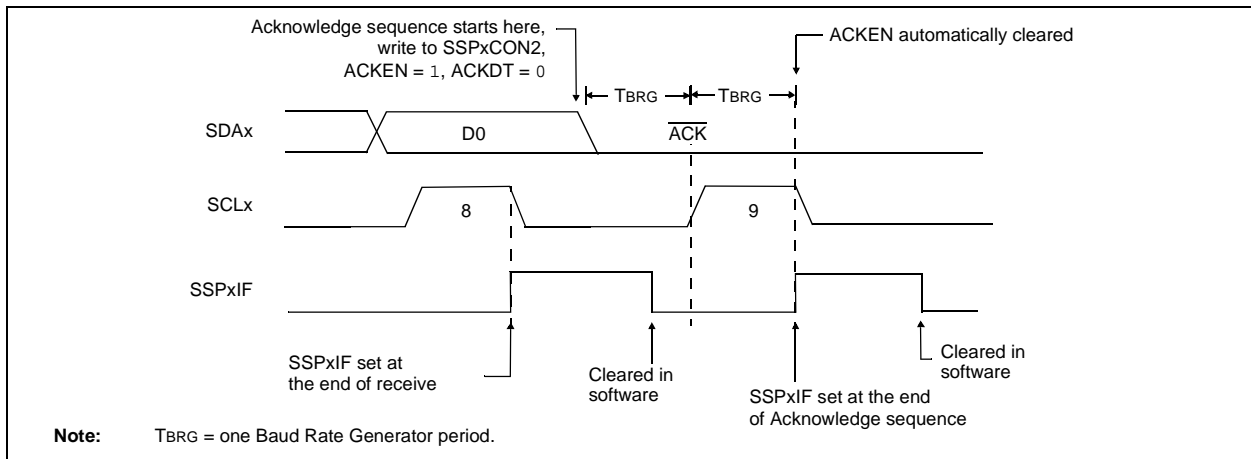 Acknowledge sequence starts here,
write to SSPxCON2,
ACKEN = 1, ACKDT = 0
ACKEN automatically cleared
TBRG
TBRG
SDAx
D0
ACK
SCLx
8
9
SSPxIF
SSPxIF set at
the end of receive
Cleared in
software
SSPxIF set at the end
of Acknowledge sequence
Cleared in
software
Note: TBRG = one Baud Rate Generator period.